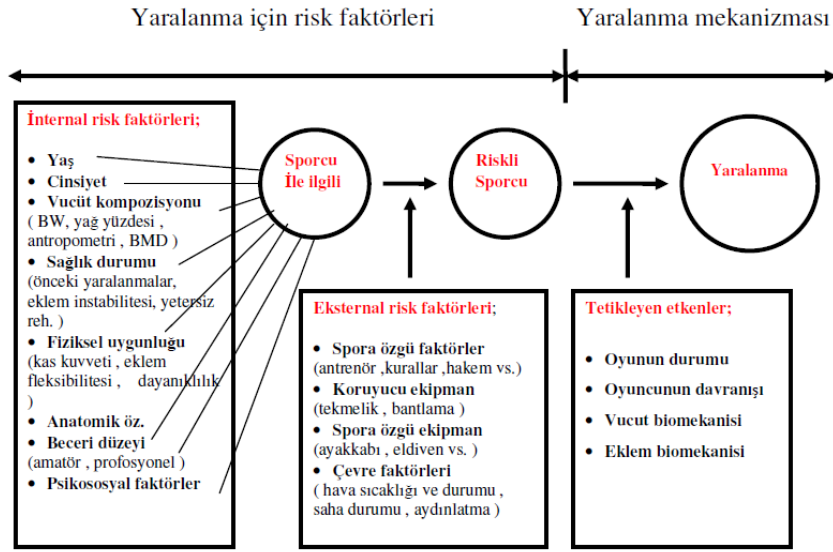 Yaralanma için risk faktörleri
Yaralanma mekanizması
İnternal risk faktörleri;
• Yaş
• Cinsiyet
• Vucüt kompozisyonu
( BW, yağ yüzdesi ,
antropometri , BMD )
• Sağlık durumu
(önceki yaralanmalar,
eklem instabilitesi, yetersiz
reh. )
• Fiziksel uygunluğu
(kas kuvveti , eklem
fleksibilitesi , dayanıklılık
)
• Anatomik öz.
• Beceri düzeyi
(amatör , profosyonel )
• Psikososyal faktörler
Sporcu
İle ilgili
Riskli
Sporcu
Yaralanma
Eksternal risk faktörleri;
• Spora özgü faktörler
(antrenör ,kurallar ,hakem vs.)
• Koruyucu ekipman
(tekmelik , bantlama )
• Spora özgü ekipman
(ayakkabı , eldiven vs. )
• Çevre faktörleri
( hava sıcaklığı ve durumu ,
saha durumu , aydınlatma )
Tetikleyen etkenler;
• Oyunun durumu
• Oyuncunun davranışı
• Vucut biomekanisi
• Eklem biomekanisi